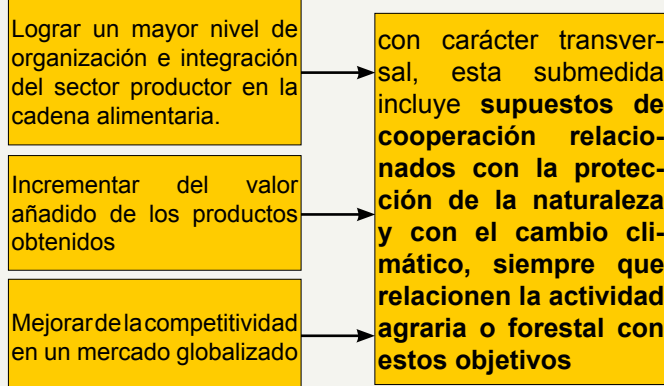 Lograr un mayor nivel de
organización e integración
del sector productor en la
cadena alimentaria.
Incrementar del valor
añadido de los productos
obtenidos
Mejorar de la competitividad
en un mercado globalizado
con carácter transver-
sal, esta submedida
incluye supuestos de
cooperación relacio-
nados con la protec-
ción de la naturaleza
y con el cambio cli-
mático, siempre que
relacionen la actividad
agraria o forestal con
estos objetivos